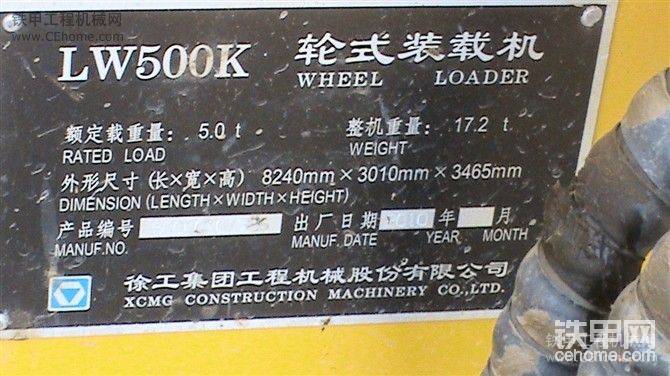 铁甲工程机械网
www.CEhome.com
LW500K 轮式装载机
WHEEL LOADER
额定载重量: 5.0 t 整机重量: 17.2 t
RATED LOAD WEIGHT
外形尺寸 (长×宽×高) 8240mm×3010mm×3465mm
DIMENSION (LENGTH×WIDTH×HEIGHT)
产品编号 出厂日期 2010 年 月
MANUF.NO. MANUF.DATE YEAR MONTH
徐工集团工程机械股份有限公司
XCMG CONSTRUCTION MACHINERY CO.,LTD.
铁甲网
cehome.com